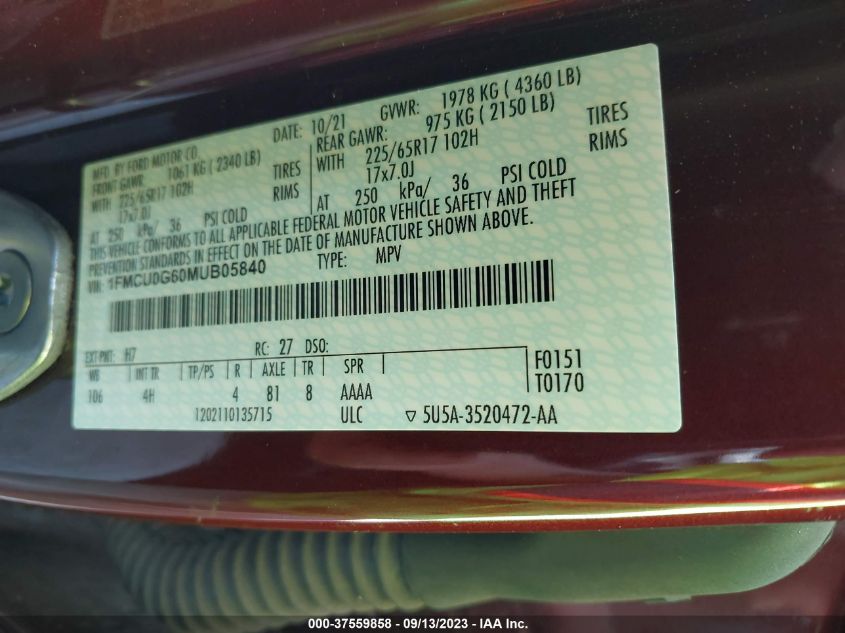 MFD. BY FORD MOTOR CO. DATE: 10/21 GVWR: 1978 KG ( 4360 LB)
FRONT GAWR: 1061 KG ( 2340 LB) REAR GAWR: 975 KG ( 2150 LB)
WITH 225/65R17 102H TIRES WITH 225/65R17 102H TIRES
17x7.0J RIMS 17x7.0J RIMS
AT 250 kPa/ 36 PSI COLD AT 250 kPa/ 36 PSI COLD
THIS VEHICLE CONFORMS TO ALL APPLICABLE FEDERAL MOTOR VEHICLE SAFETY AND THEFT
PREVENTION STANDARDS IN EFFECT ON THE DATE OF MANUFACTURE SHOWN ABOVE.
VIN: 1FMCU0G60MUB05840 TYPE: MPV
EXT PNT: H7 RC: 27 DSO:
WB INT TR TP/PS R AXLE TR SPR F0151
106 4H 4 81 8 AAAA T0170
1202110135715 ULC ▽ 5U5A-3520472-AA
000-37559858 - 09/13/2023 - IAA Inc.